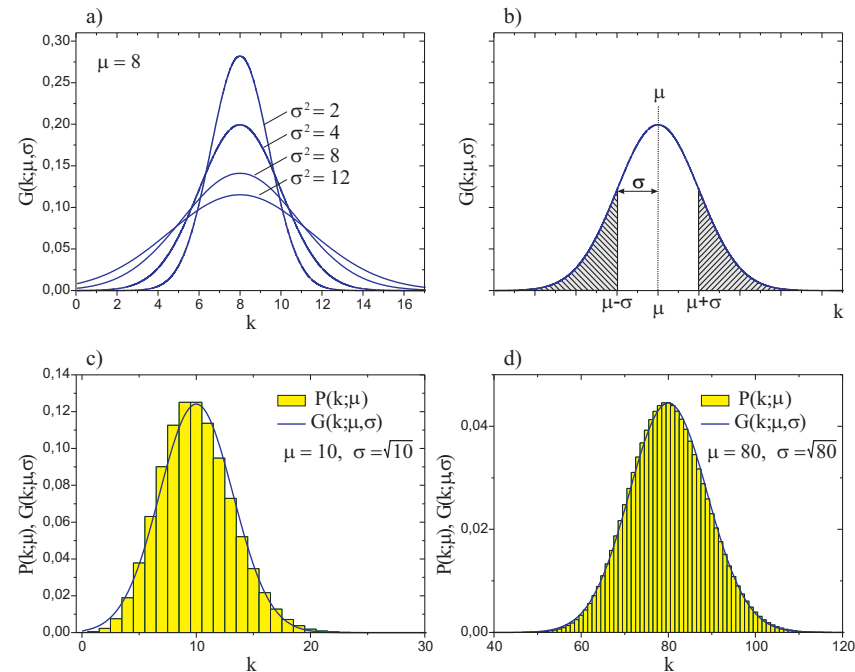 a)
0,30
0,25
0,20
0,15
0,10
0,05
0,00
G(k;μ,σ)
μ = 8
σ² = 2
σ² = 4
σ² = 8
σ² = 12
0 2 4 6 8 10 12 14 16
k
b)
G(k;μ,σ)
μ
σ
μ-σ μ μ+σ k
c)
0,14
0,12
0,10
0,08
0,06
0,04
0,02
0,00
P(k;μ), G(k;μ,σ)
P(k;μ)
G(k;μ,σ)
μ = 10, σ = √10
0 10 20 30
k
d)
0,04
0,02
0,00
P(k;μ), G(k;μ,σ)
P(k;μ)
G(k;μ,σ)
μ = 80, σ = √80
40 60 80 100 120
k